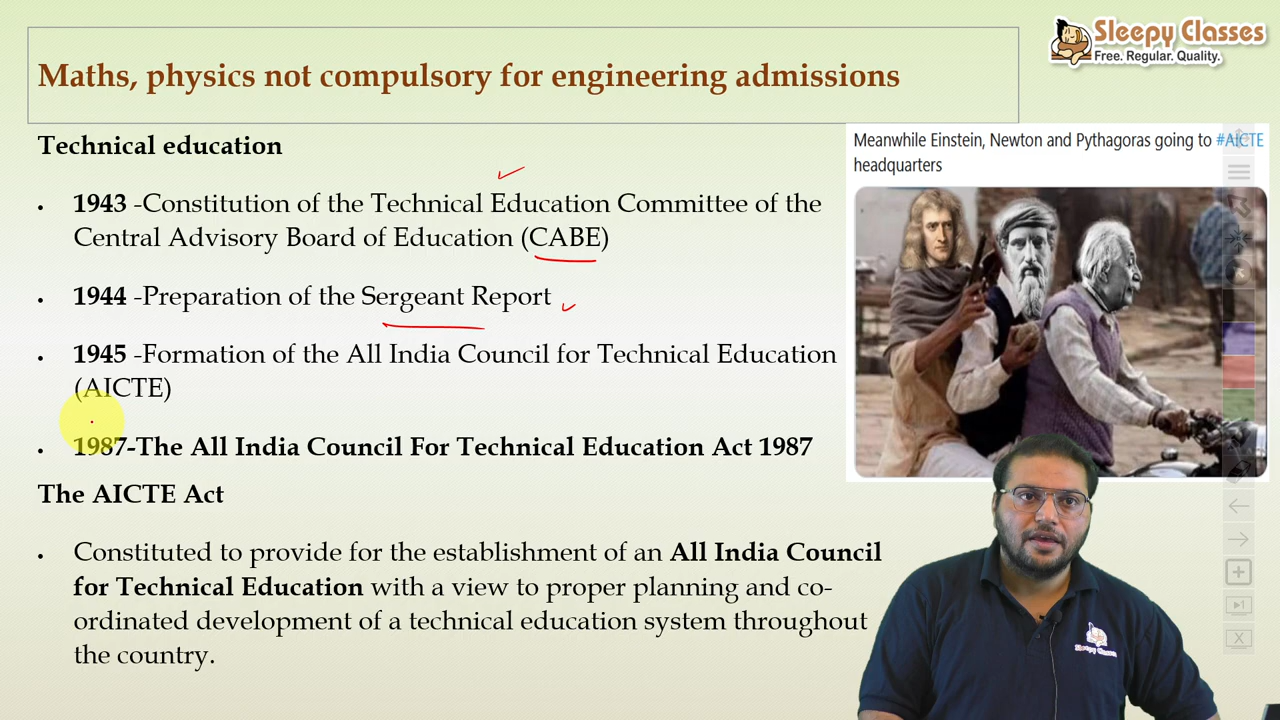 Sleepy Classes
Free. Regular. Quality.
Maths, physics not compulsory for engineering admissions
Technical education
• 1943 -Constitution of the Technical Education Committee of the
Central Advisory Board of Education (CABE)
• 1944 -Preparation of the Sergeant Report
• 1945 -Formation of the All India Council for Technical Education
(AICTE)
• 1987-The All India Council For Technical Education Act 1987
The AICTE Act
• Constituted to provide for the establishment of an All India Council
for Technical Education with a view to proper planning and co-
ordinated development of a technical education system throughout
the country.
Meanwhile Einstein, Newton and Pythagoras going to #AICTE
headquarters
Sleepy Classes